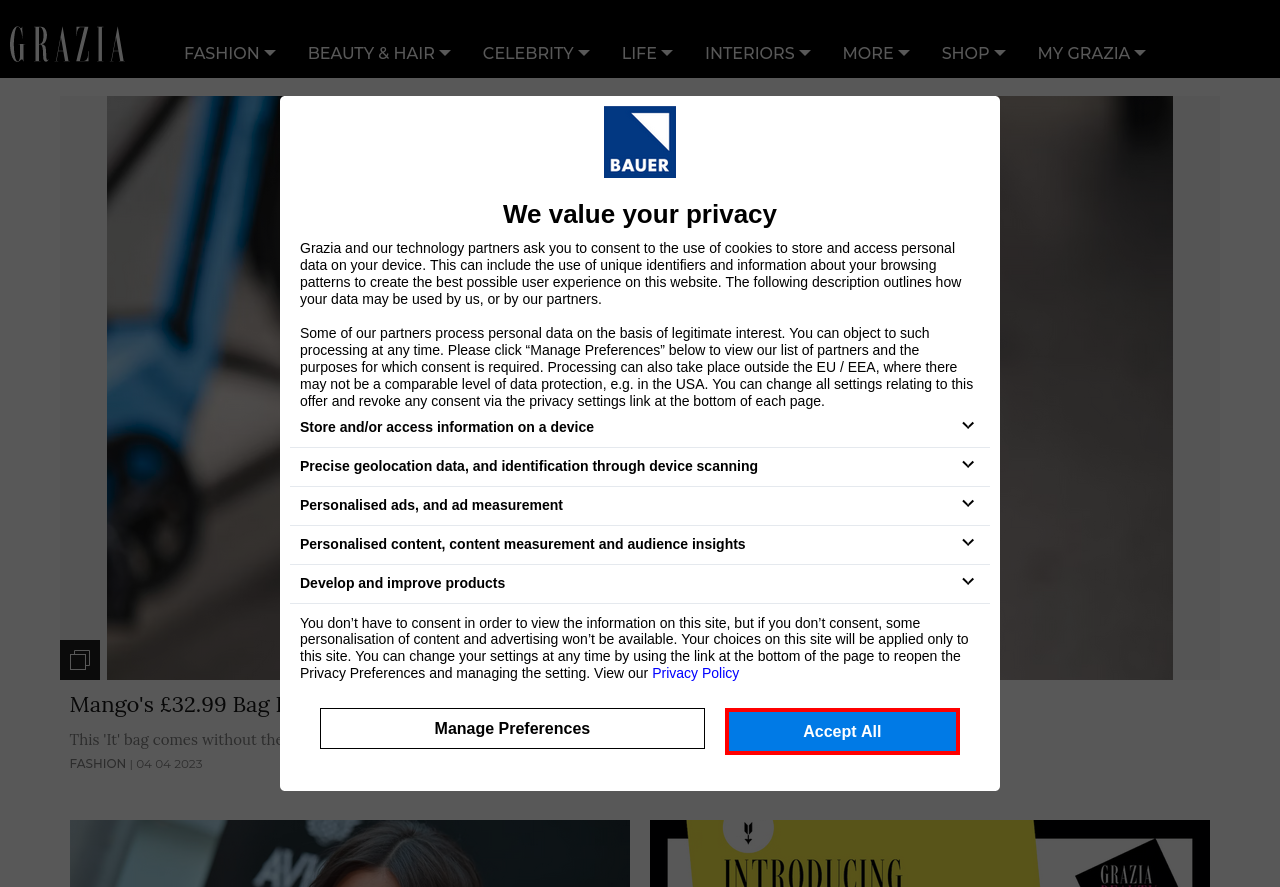 GRAZIA FASHION BEAUTY & HAIR CELEBRITY LIFE INTERIORS MORE SHOP MY GRAZIA
BAUER
We value your privacy
Grazia and our technology partners ask you to consent to the use of cookies to store and access personal
data on your device. This can include the use of unique identifiers and information about your browsing
patterns to create the best possible user experience on this website. The following description outlines how
your data may be used by us, or by our partners.
Some of our partners process personal data on the basis of legitimate interest. You can object to such
processing at any time. Please click “Manage Preferences” below to view our list of partners and the
purposes for which consent is required. Processing can also take place outside the EU / EEA, where there
may not be a comparable level of data protection, e.g. in the USA. You can change all settings relating to this
offer and revoke any consent via the privacy settings link at the bottom of each page.
Store and/or access information on a device
Precise geolocation data, and identification through device scanning
Personalised ads, and ad measurement
Personalised content, content measurement and audience insights
Develop and improve products
You don’t have to consent in order to view the information on this site, but if you don’t consent, some
personalisation of content and advertising won’t be available. Your choices on this site will be applied only to
this site. You can change your settings at any time by using the link at the bottom of the page to reopen the
Privacy Preferences and managing the setting. View our Privacy Policy
Manage Preferences Accept All
Mango's £32.99 Bag
This 'It' bag comes without the
FASHION | 04 04 2023
INTRODUCING
GRAZIA